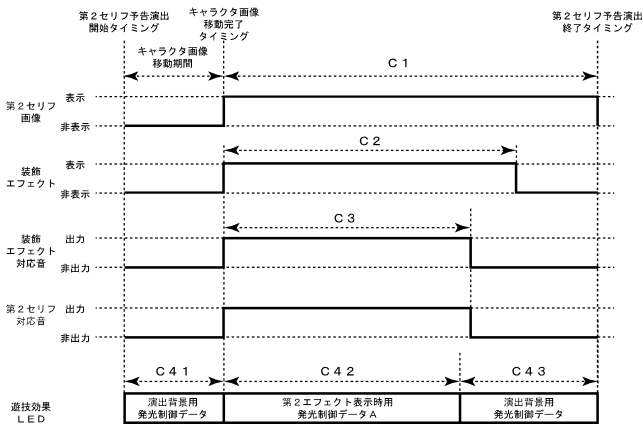 第２セリフ予告演出
開始タイミング
キャラクタ画像
移動完了
タイミング
第２セリフ予告演出
終了タイミング
キャラクタ画像
移動期間
Ｃ１
第２セリフ
画像
表示
非表示
Ｃ２
装飾
エフェクト
表示
非表示
Ｃ３
装飾
エフェクト
対応音
出力
非出力
第２セリフ
対応音
出力
非出力
Ｃ４１
Ｃ４２
Ｃ４３
遊技効果
ＬＥＤ
演出背景用
発光制御データ
第２エフェクト表示時用
発光制御データＡ
演出背景用
発光制御データ